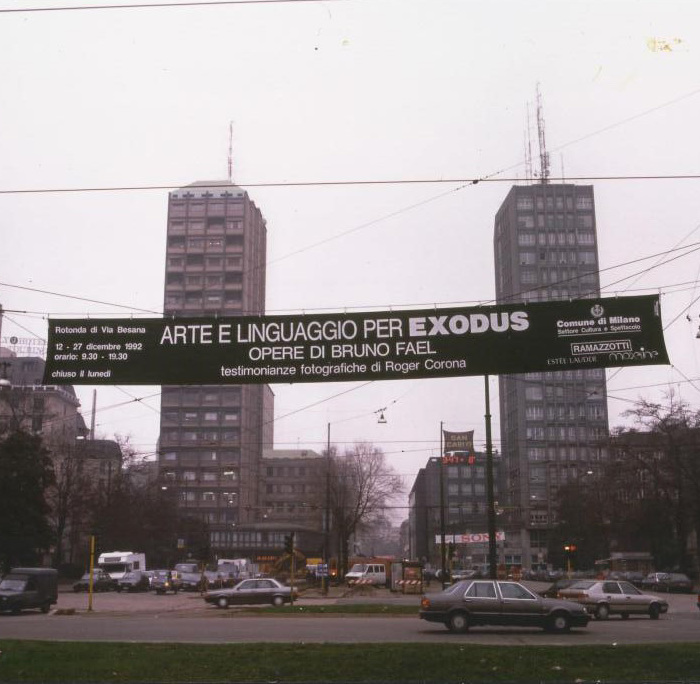 Rotonda di Via Besana
12 - 27 dicembre 1992
orario: 9.30 - 19.30
chiuso il lunedì
ARTE E LINGUAGGIO PER EXODUS
OPERE DI BRUNO FAEL
testimonianze fotografiche di Roger Corona
Comune di Milano
Settore Cultura e Spettacolo
RAMAZZOTTI
ESTĒE LAUDER
SAN
CARLO
SONY